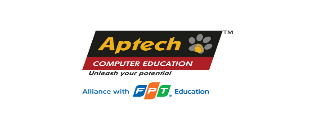 Aptech TM
COMPUTER EDUCATION
Unleash your potential
Alliance with FPT Education